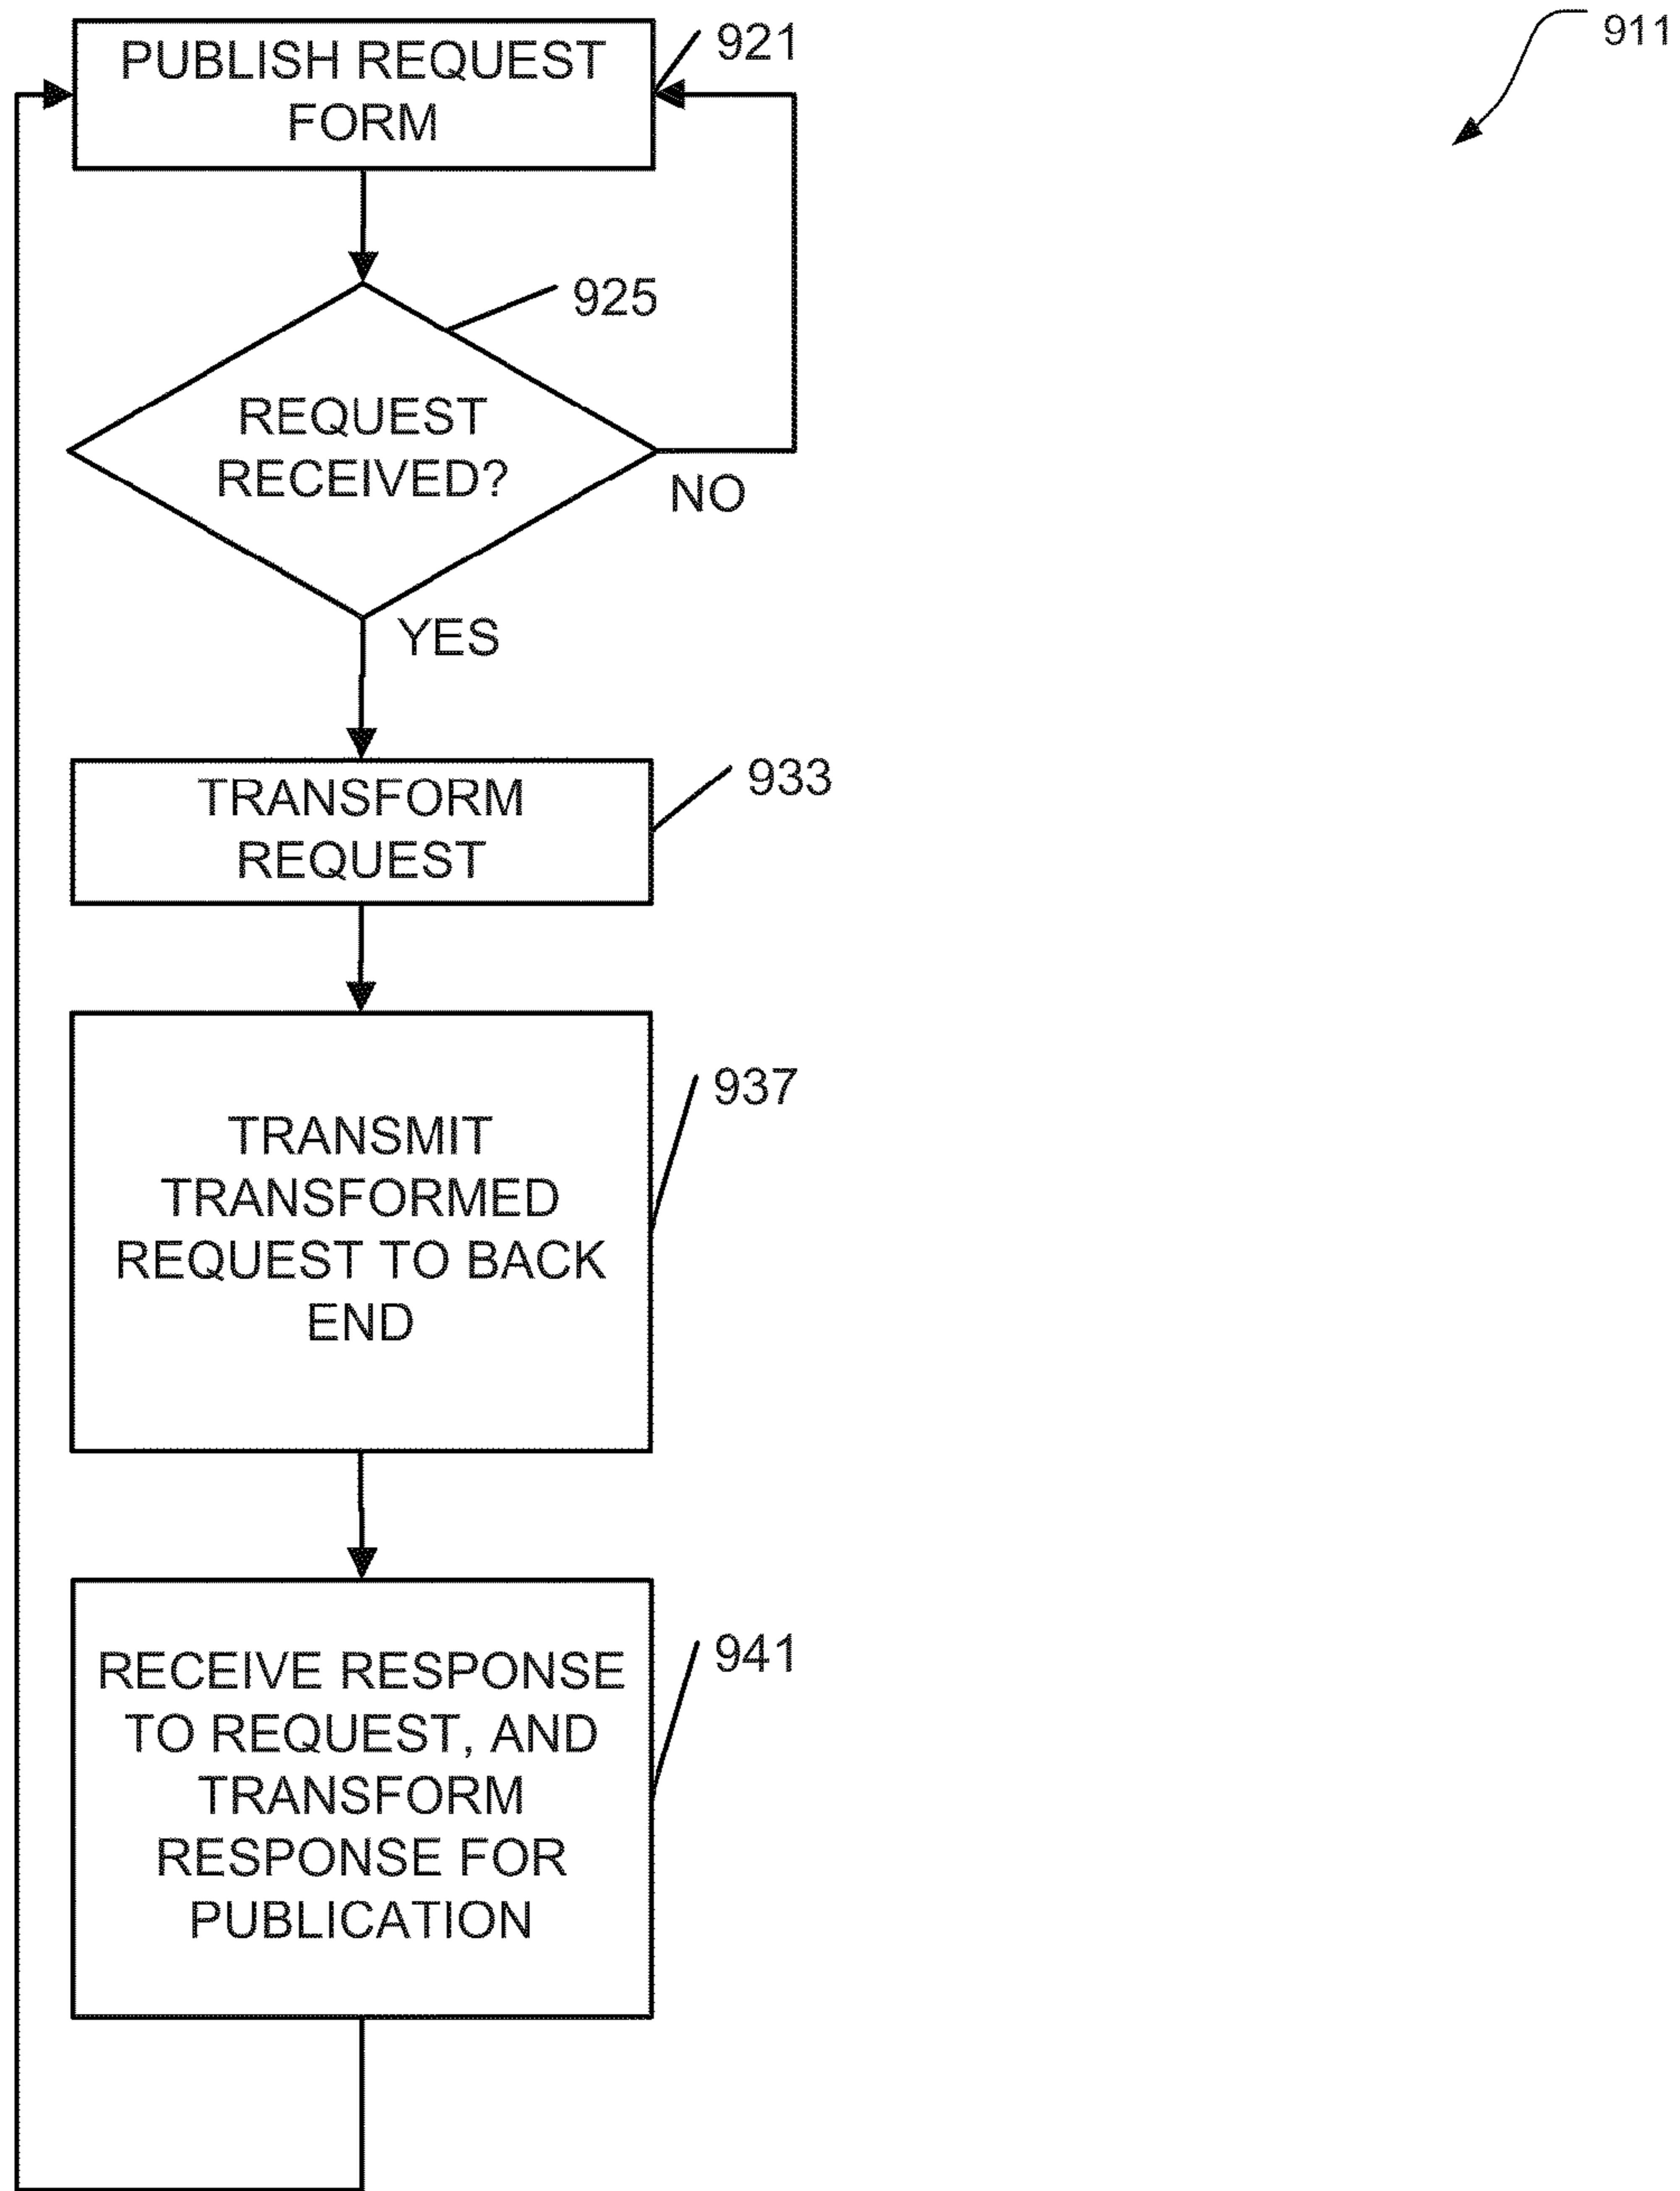 921
911
PUBLISH REQUEST
FORM
925
REQUEST
RECEIVED?
NO
YES
933
TRANSFORM
REQUEST
937
TRANSMIT
TRANSFORMED
REQUEST TO BACK
END
941
RECEIVE RESPONSE
TO REQUEST, AND
TRANSFORM
RESPONSE FOR
PUBLICATION